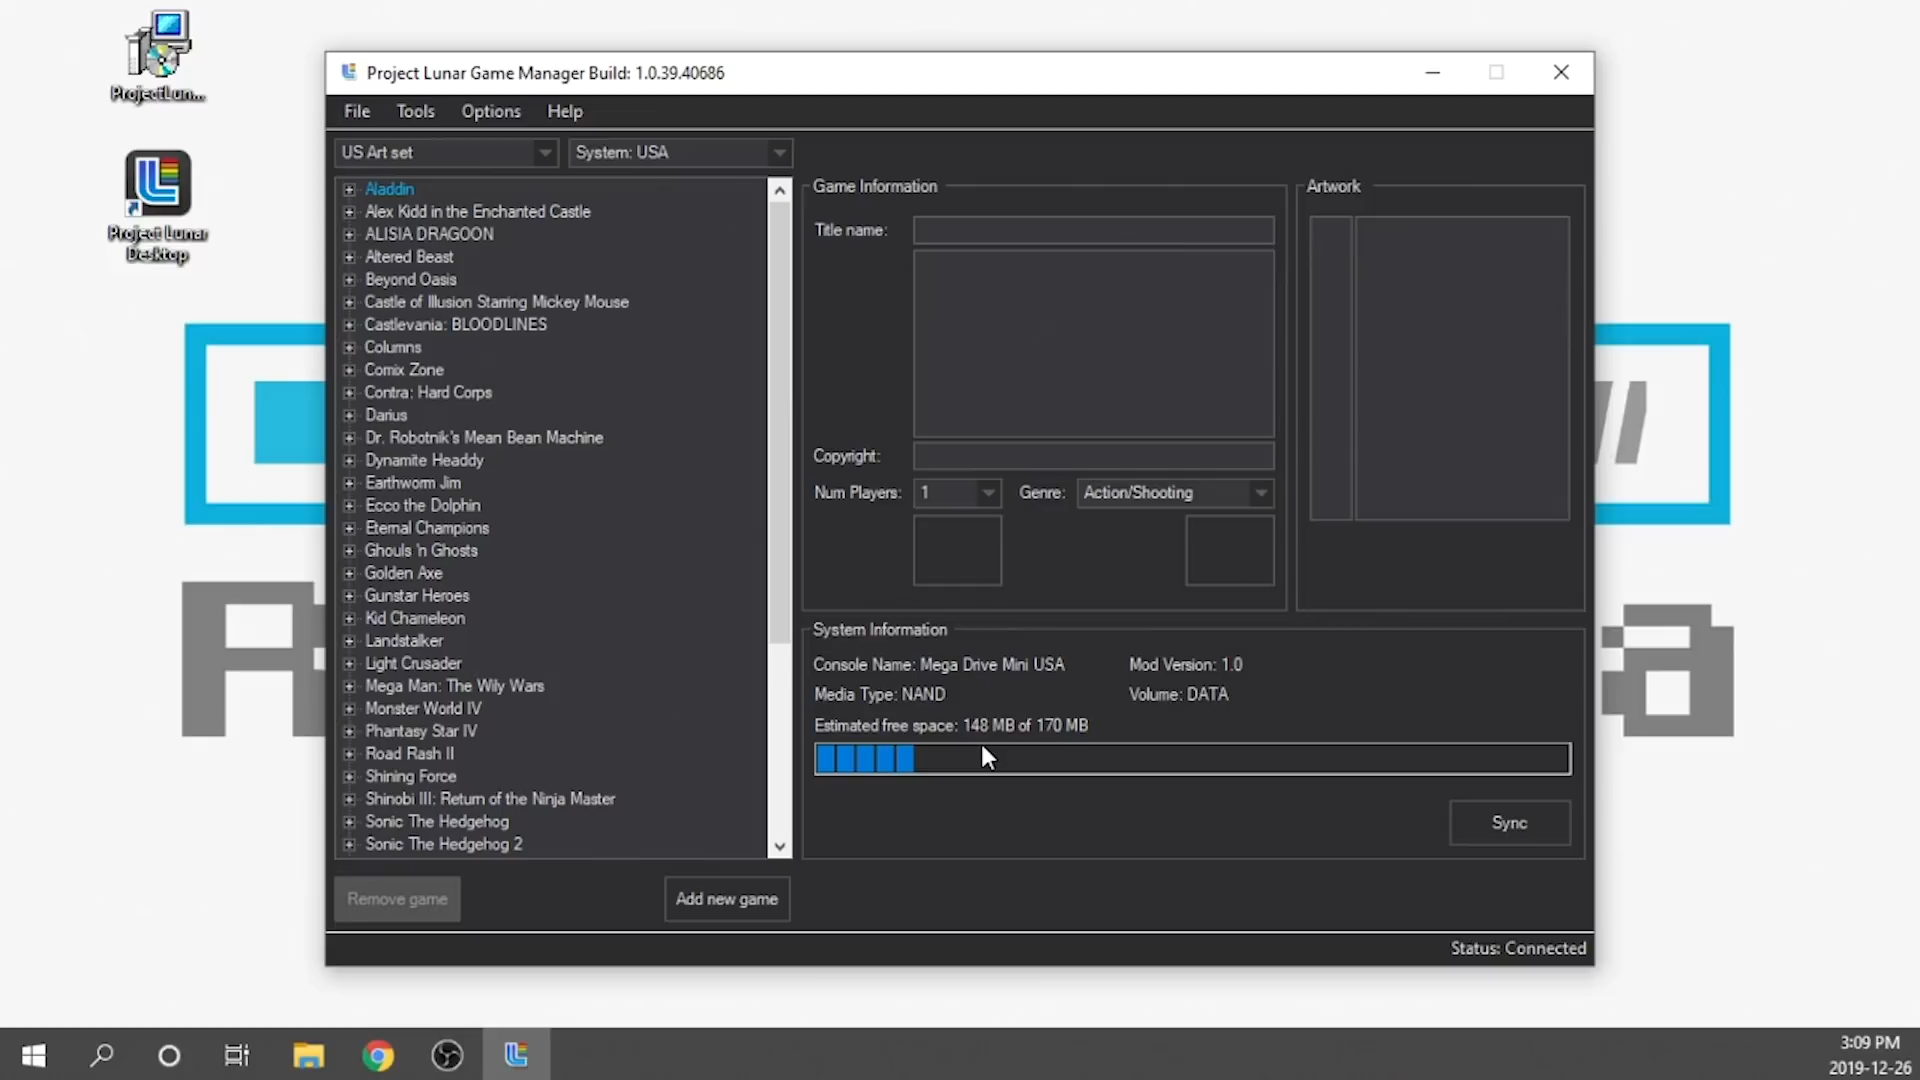 ProjectLun...
Project Lunar
Desktop
Project Lunar Game Manager Build: 1.0.39.40686
File Tools Options Help
US Art set
System: USA
Aladdin
Alex Kidd in the Enchanted Castle
ALISIA DRAGOON
Altered Beast
Beyond Oasis
Castle of Illusion Starring Mickey Mouse
Castlevania: BLOODLINES
Columns
Comix Zone
Contra: Hard Corps
Darius
Dr. Robotnik's Mean Bean Machine
Dynamite Headdy
Earthworm Jim
Ecco the Dolphin
Eternal Champions
Ghouls 'n Ghosts
Golden Axe
Gunstar Heroes
Kid Chameleon
Landstalker
Light Crusader
Mega Man: The Wily Wars
Monster World IV
Phantasy Star IV
Road Rash II
Shining Force
Shinobi III: Return of the Ninja Master
Sonic The Hedgehog
Sonic The Hedgehog 2
Remove game
Add new game
Game Information
Title name:
Copyright:
Num Players: 1
Genre: Action/Shooting
Artwork
System Information
Console Name: Mega Drive Mini USA
Mod Version: 1.0
Media Type: NAND
Volume: DATA
Estimated free space: 148 MB of 170 MB
Sync
Status: Connected
3:09 PM
2019-12-26